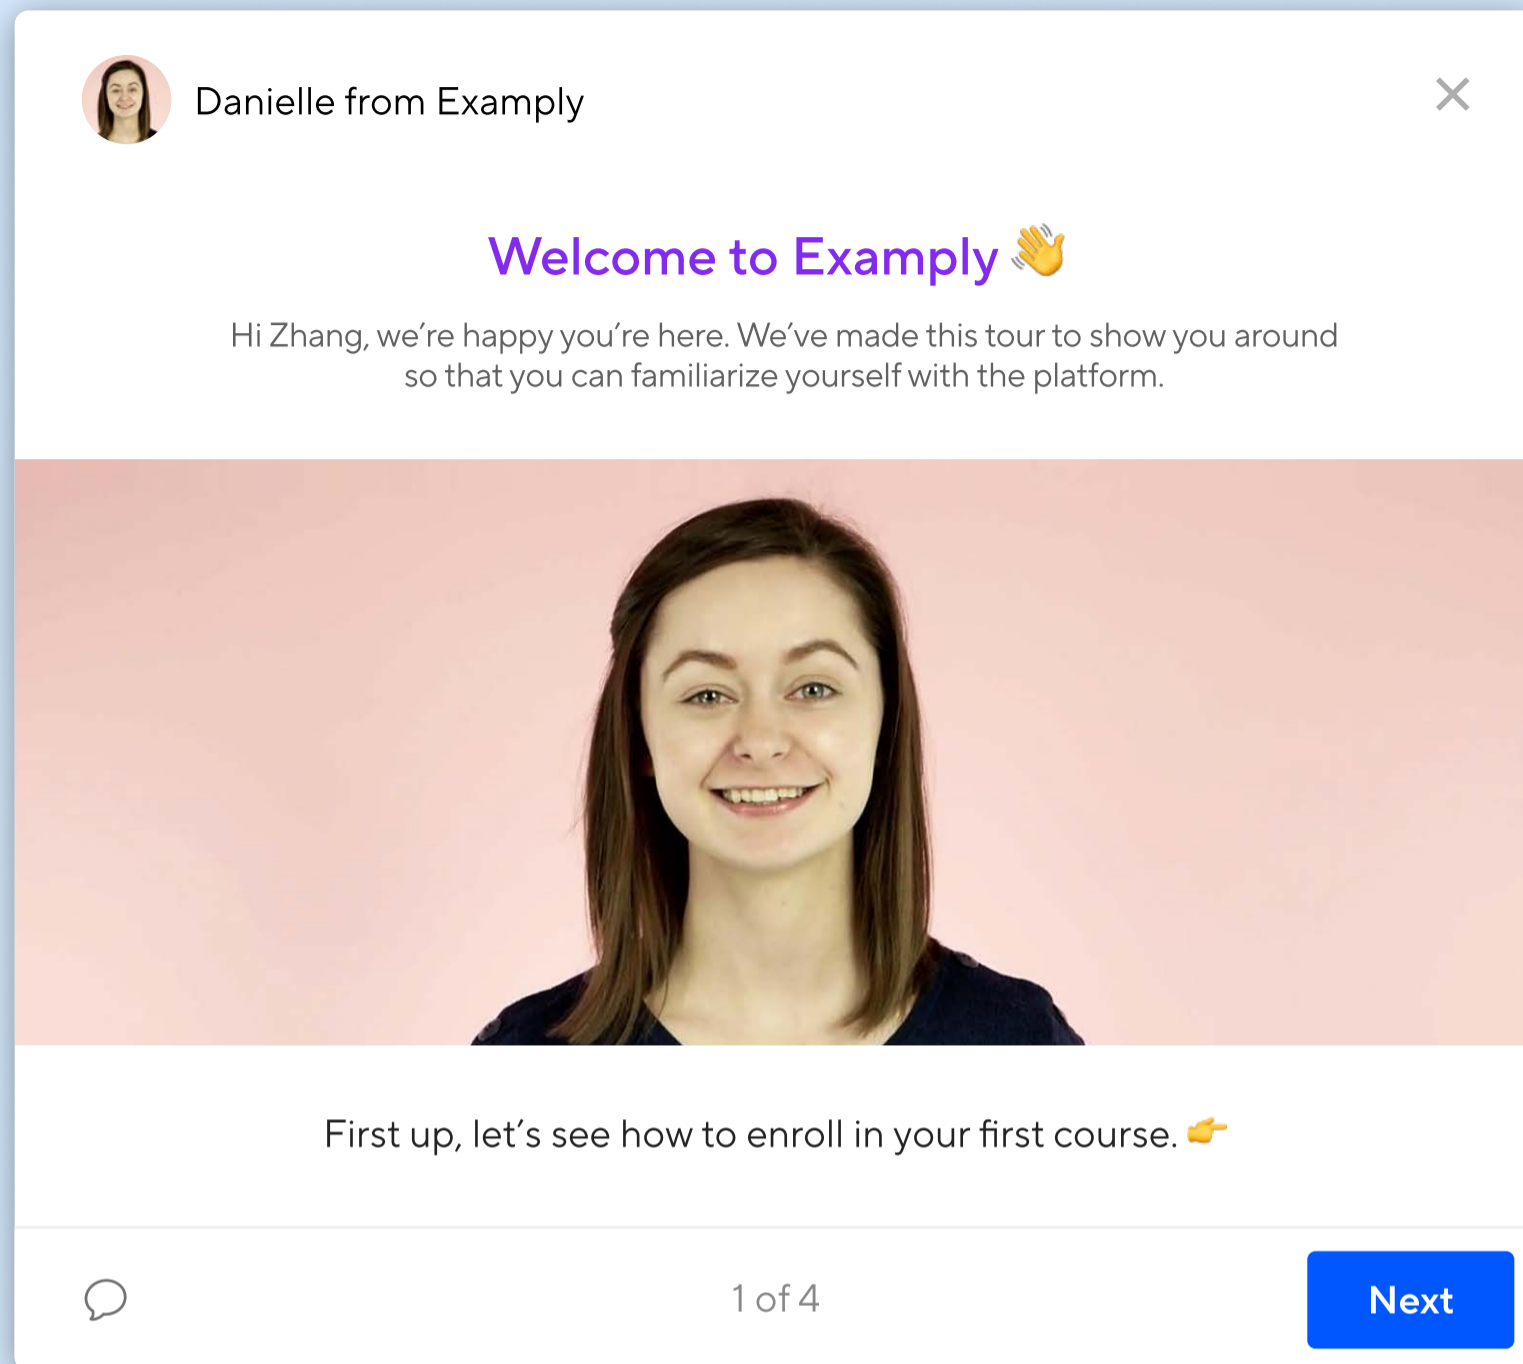 Danielle from Examply
Welcome to Examply 👋
Hi Zhang, we’re happy you’re here. We’ve made this tour to show you around
so that you can familiarize yourself with the platform.
First up, let’s see how to enroll in your first course. 👉
1 of 4
Next